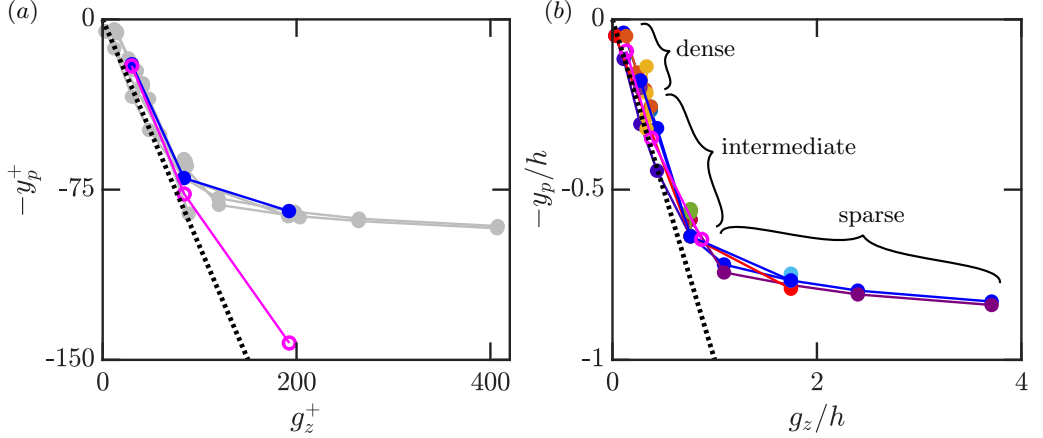 (a)
0
-75
-150
−y_p^+
0
200
400
g_z^+
(b)
0
-0.5
-1
−y_p/h
dense
intermediate
sparse
0
2
4
g_z/h